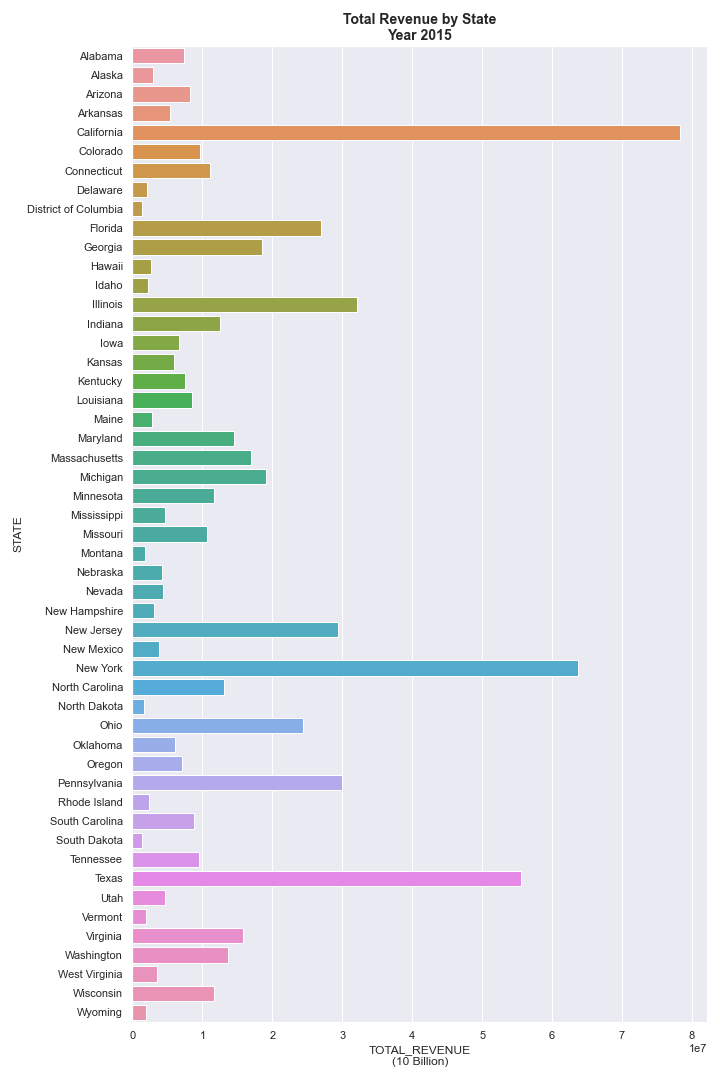 Total Revenue by State
Year 2015
STATE
Alabama
Alaska
Arizona
Arkansas
California
Colorado
Connecticut
Delaware
District of Columbia
Florida
Georgia
Hawaii
Idaho
Illinois
Indiana
Iowa
Kansas
Kentucky
Louisiana
Maine
Maryland
Massachusetts
Michigan
Minnesota
Mississippi
Missouri
Montana
Nebraska
Nevada
New Hampshire
New Jersey
New Mexico
New York
North Carolina
North Dakota
Ohio
Oklahoma
Oregon
Pennsylvania
Rhode Island
South Carolina
South Dakota
Tennessee
Texas
Utah
Vermont
Virginia
Washington
West Virginia
Wisconsin
Wyoming
0 1 2 3 4 5 6 7 8
1e7
TOTAL_REVENUE
(10 Billion)